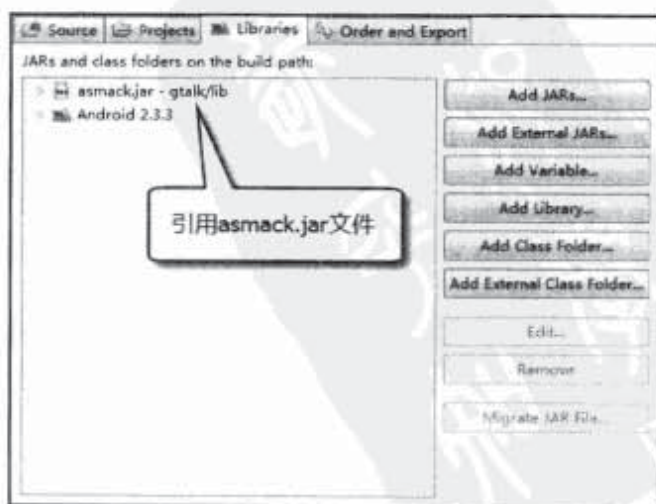 Source Projects Libraries Order and Export
JARs and class folders on the build path:
asmack.jar - gtalk/lib
Android 2.3.3
引用asmack.jar文件
Add JARs...
Add External JARs...
Add Variable...
Add Library...
Add Class Folder...
Add External Class Folder...
Edit...
Remove
Migrate JAR File...